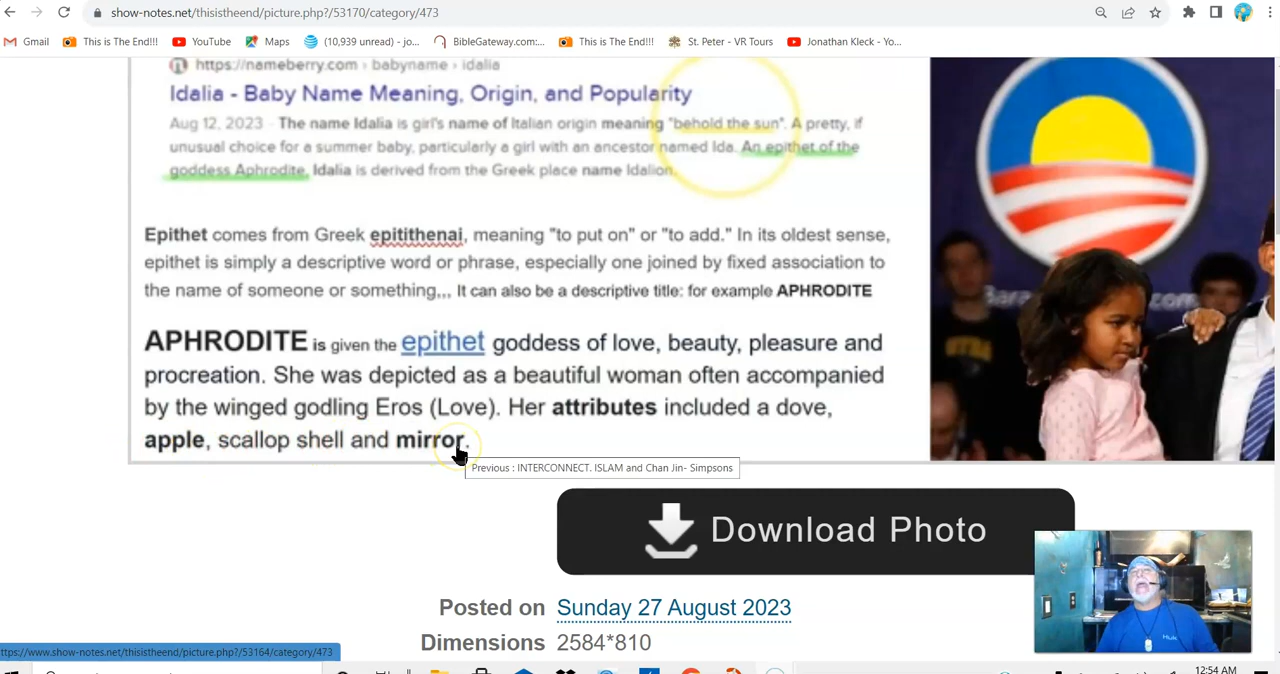 show-notes.net/thisistheend/picture.php?/53170/category/473
Gmail
This is The End!!!
YouTube
Maps
(10,939 unread) - jo...
BibleGateway.com:...
This is The End!!!
St. Peter - VR Tours
Jonathan Kleck - Yo...
https://nameberry.com › babyname › idalia
Idalia - Baby Name Meaning, Origin, and Popularity
Aug 12, 2023 · The name Idalia is girl's name of Italian origin meaning "behold the sun". A pretty, if
unusual choice for a summer baby, particularly a girl with an ancestor named Ida. An epithet of the
goddess Aphrodite, Idalia is derived from the Greek place name Idalion.
Epithet comes from Greek epitithenai, meaning "to put on" or "to add." In its oldest sense,
epithet is simply a descriptive word or phrase, especially one joined by fixed association to
the name of someone or something,,, It can also be a descriptive title: for example APHRODITE
APHRODITE is given the epithet goddess of love, beauty, pleasure and
procreation. She was depicted as a beautiful woman often accompanied
by the winged godling Eros (Love). Her attributes included a dove,
apple, scallop shell and mirror.
Previous : INTERCONNECT. ISLAM and Chan Jin- Simpsons
Download Photo
Posted on Sunday 27 August 2023
Dimensions 2584*810
ttps://www.show-notes.net/thisistheend/picture.php?/53164/category/473
12:54 AM